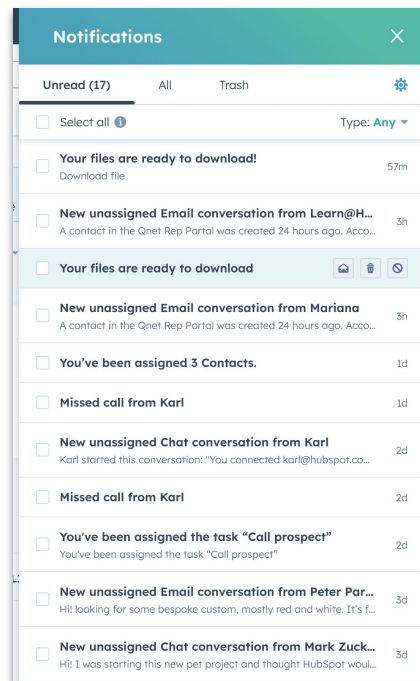 Notifications
Unread (17) All Trash
Select all Type: Any
Your files are ready to download!
Download file
57m
New unassigned Email conversation from Learn@H...
A contact in the Qnet Rep Portal was created 24 hours ago. Acco...
3h
Your files are ready to download
New unassigned Email conversation from Mariana
A contact in the Qnet Rep Portal was created 24 hours ago. Acco...
3h
You’ve been assigned 3 Contacts.
1d
Missed call from Karl
1d
New unassigned Chat conversation from Karl
Karl started this conversation: "You connected karl@hubspot.co...
2d
Missed call from Karl
2d
You've been assigned the task “Call prospect”
You've been assigned the task “Call prospect”
2d
New unassigned Email conversation from Peter Par...
Hi! looking for some bespoke custom, mostly red and white. It’s f...
3d
New unassigned Chat conversation from Mark Zuck...
Hi! I was starting this new pet project and thought HubSpot woul...
3d